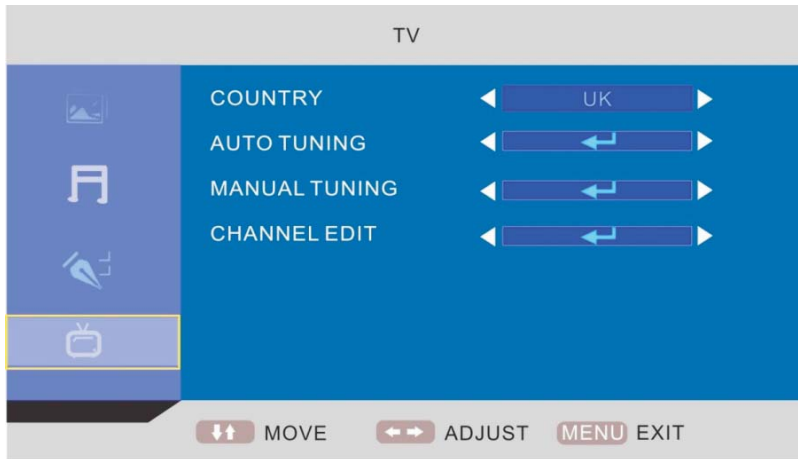 TV
COUNTRY UK
AUTO TUNING
MANUAL TUNING
CHANNEL EDIT
MOVE ADJUST MENU EXIT